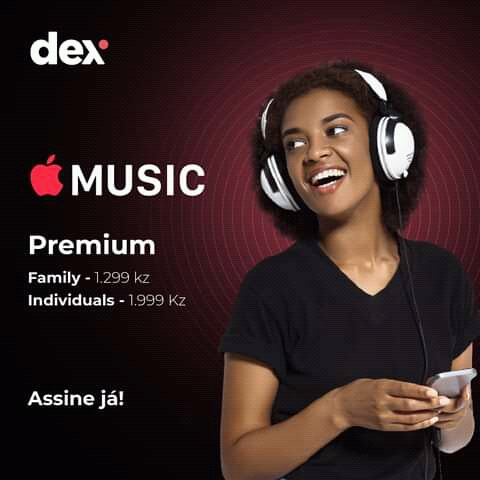 dex
MUSIC
Premium
Family - 1.299 kz
Individuals - 1.999 Kz
Assine já!